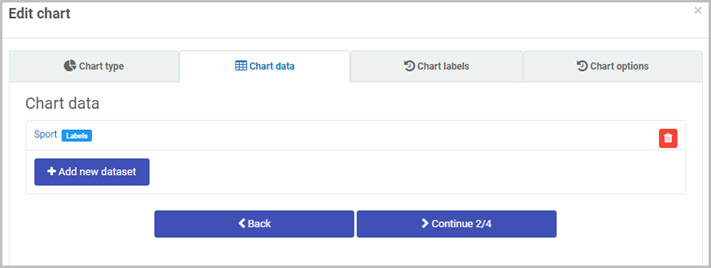 Edit chart
×
Chart type
Chart data
Chart labels
Chart options
Chart data
Sport Labels
+ Add new dataset
Back
Continue 2/4